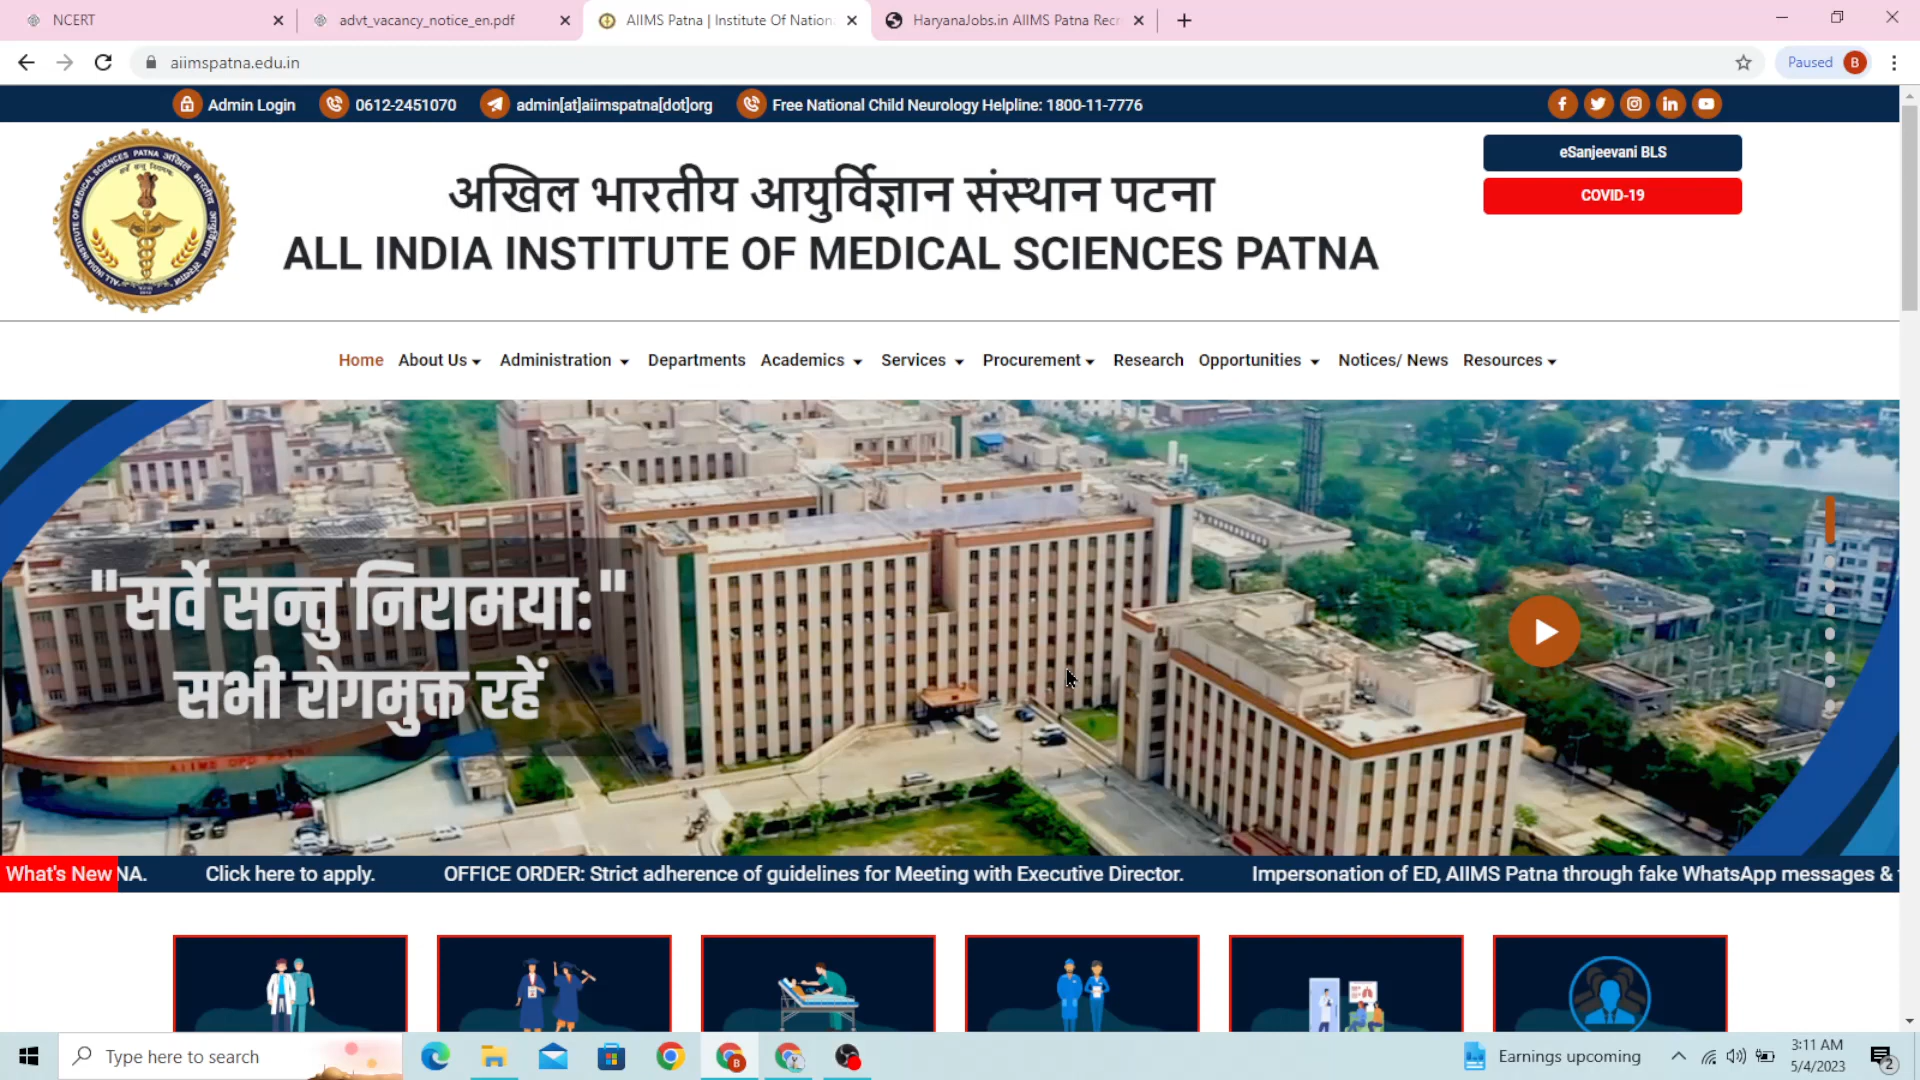 NCERT
advt_vacancy_notice_en.pdf
AIIMS Patna | Institute Of Nation
HaryanaJobs.in AIIMS Patna Recr
aiimspatna.edu.in
Paused B
Admin Login
0612-2451070
admin[at]aiimspatna[dot]org
Free National Child Neurology Helpline: 1800-11-7776
eSanjeevani BLS
COVID-19
अखिल भारतीय आयुर्विज्ञान संस्थान पटना
ALL INDIA INSTITUTE OF MEDICAL SCIENCES PATNA
Home About Us Administration Departments Academics Services Procurement Research Opportunities Notices/ News Resources
"सर्वे सन्तु निरामया:"
सभी रोगमुक्त रहें
AIIMS OPD PATNA
What's New NA. Click here to apply. OFFICE ORDER: Strict adherence of guidelines for Meeting with Executive Director. Impersonation of ED, AIIMS Patna through fake WhatsApp messages &
Type here to search
Earnings upcoming
3:11 AM
5/4/2023
2